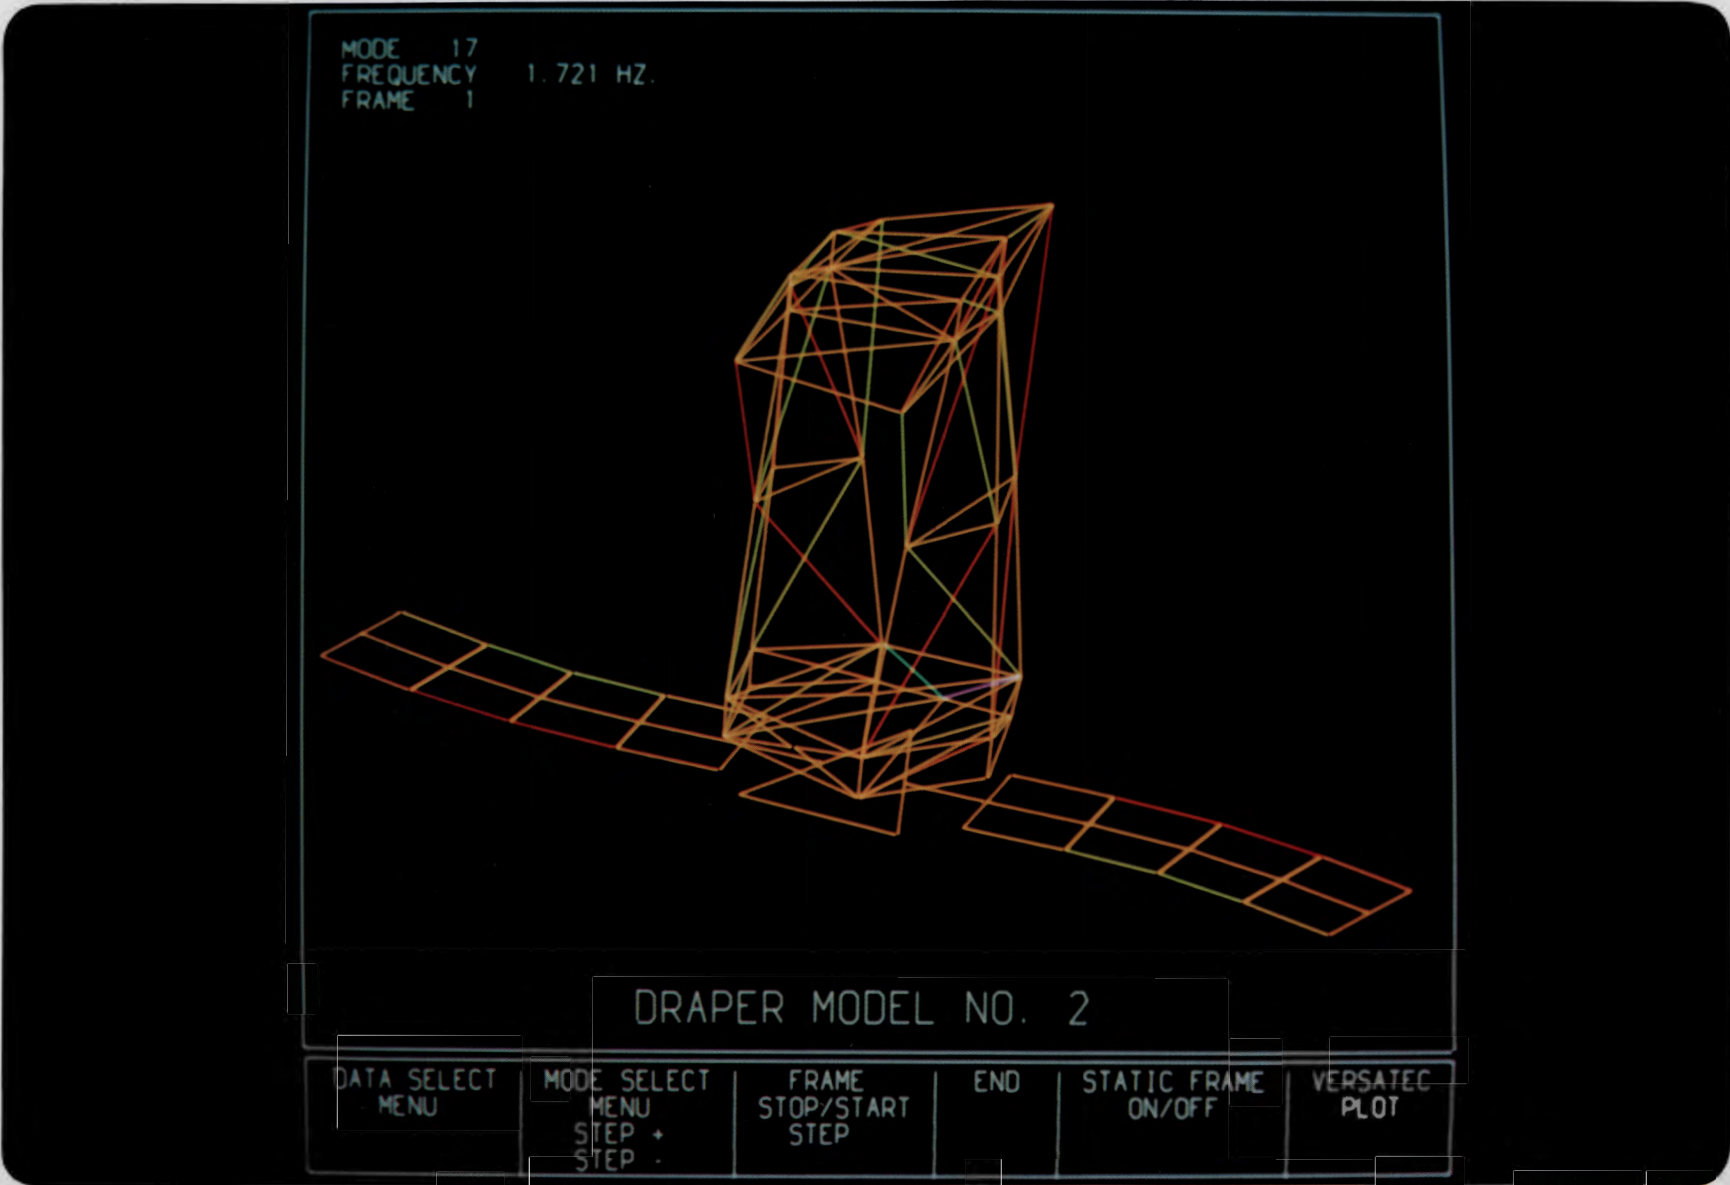 MODE 17
FREQUENCY 1.721 HZ.
FRAME 1
DRAPER MODEL NO. 2
DATA SELECT
MENU
MODE SELECT
MENU
STEP +
STEP -
FRAME
STOP/START
STEP
END
STATIC FRAME
ON/OFF
VERSATEC
PLOT